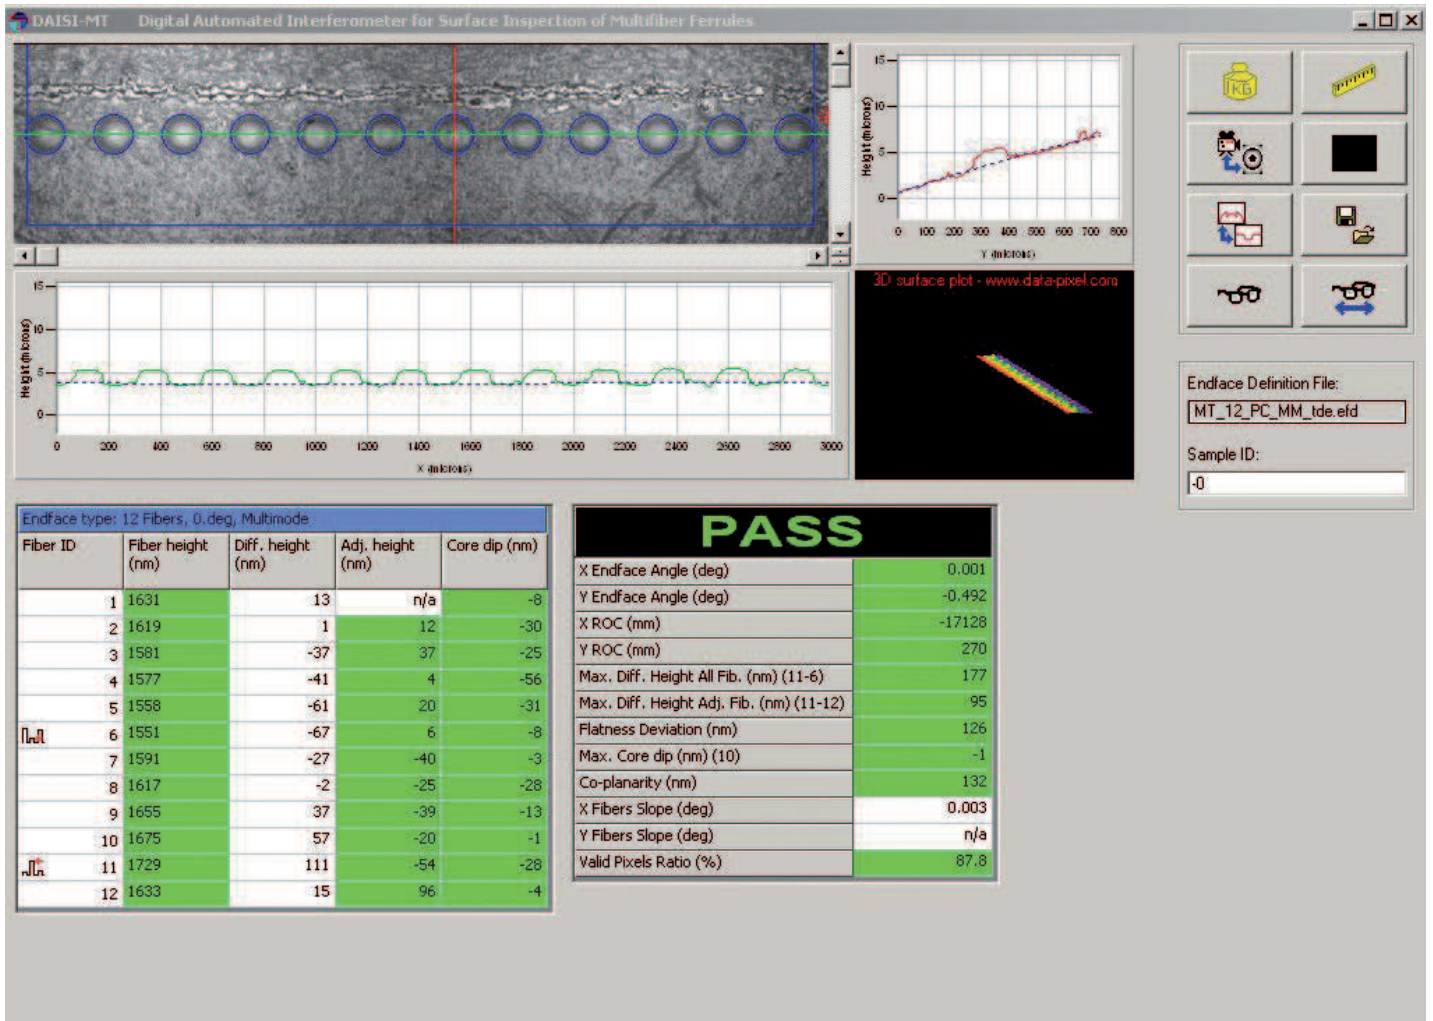 DAISI-MT Digital Automated Interferometer for Surface Inspection of Multifiber Ferrules
15
10
5
0
Height (microns)
0 100 200 300 400 500 600 700 800
Y (microns)
KG
15
10
5
0
Height (microns)
0 200 400 600 800 1000 1200 1400 1600 1800 2000 2200 2400 2600 2800 3000
X (microns)
3D surface plot - www.data-pixel.com
Endface Definition File:
MT_12_PC_MM_tde.efd
Sample ID:
-0
Endface type: 12 Fibers, 0.deg, Multimode
Fiber ID Fiber height (nm) Diff. height (nm) Adj. height (nm) Core dip (nm)
1 1631 13 n/a -8
2 1619 1 12 -30
3 1581 -37 37 -25
4 1577 -41 4 -56
5 1558 -61 20 -31
6 1551 -67 6 -8
7 1591 -27 -40 -3
8 1617 -2 -25 -28
9 1655 37 -39 -13
10 1675 57 -20 -1
11 1729 111 -54 -28
12 1633 15 96 -4
PASS
X Endface Angle (deg) 0.001
Y Endface Angle (deg) -0.492
X ROC (mm) -17128
Y ROC (mm) 270
Max. Diff. Height All Fib. (nm) (11-6) 177
Max. Diff. Height Adj. Fib. (nm) (11-12) 95
Flatness Deviation (nm) 126
Max. Core dip (nm) (10) -1
Co-planarity (nm) 132
X Fibers Slope (deg) 0.003
Y Fibers Slope (deg) n/a
Valid Pixels Ratio (%) 87.8